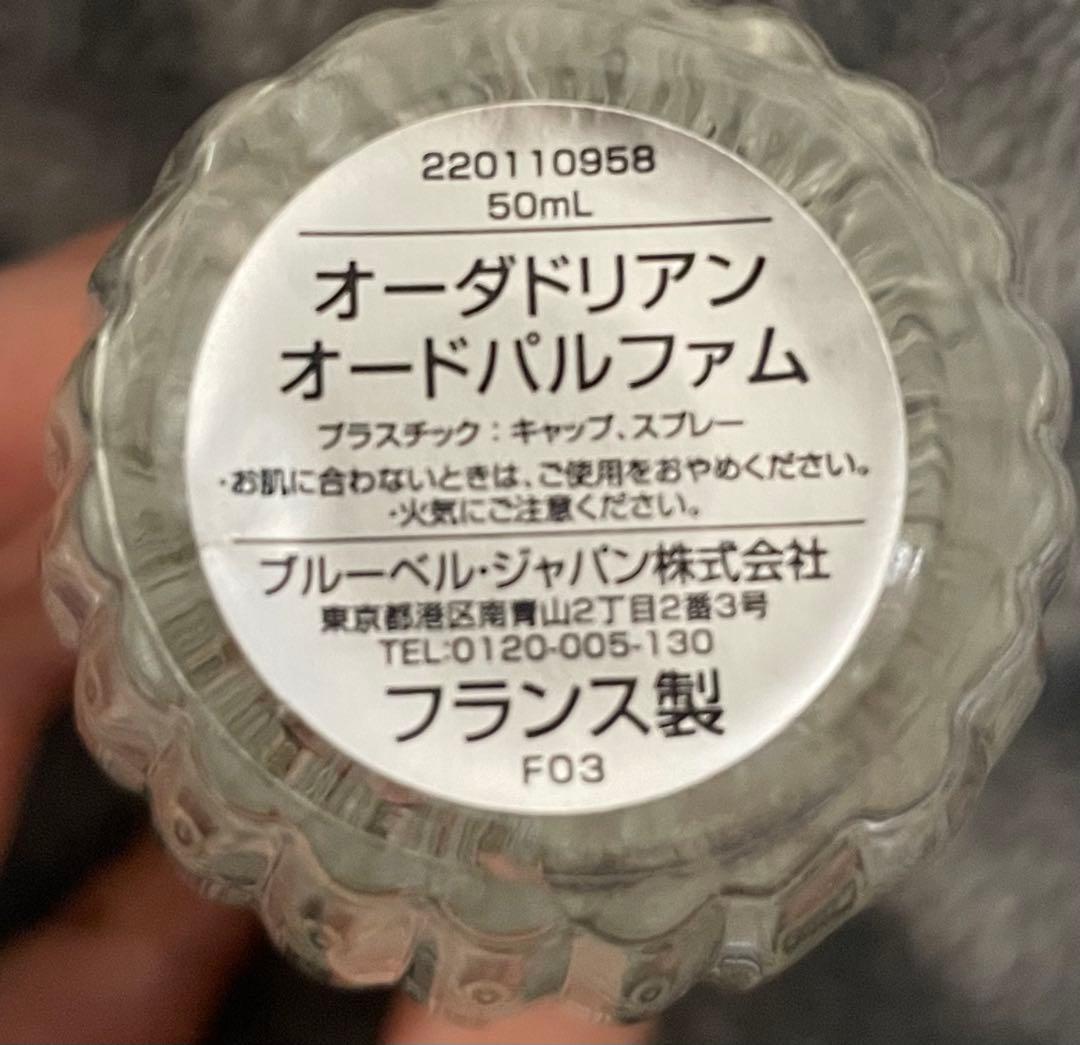 220110958
50mL
オーダドリアン
オードパルファム
プラスチック：キャップ、スプレー
・お肌に合わないときは、ご使用をおやめください。
・火気にご注意ください。
ブルーベル・ジャパン株式会社
東京都港区南青山2丁目2番3号
TEL:0120-005-130
フランス製
F03